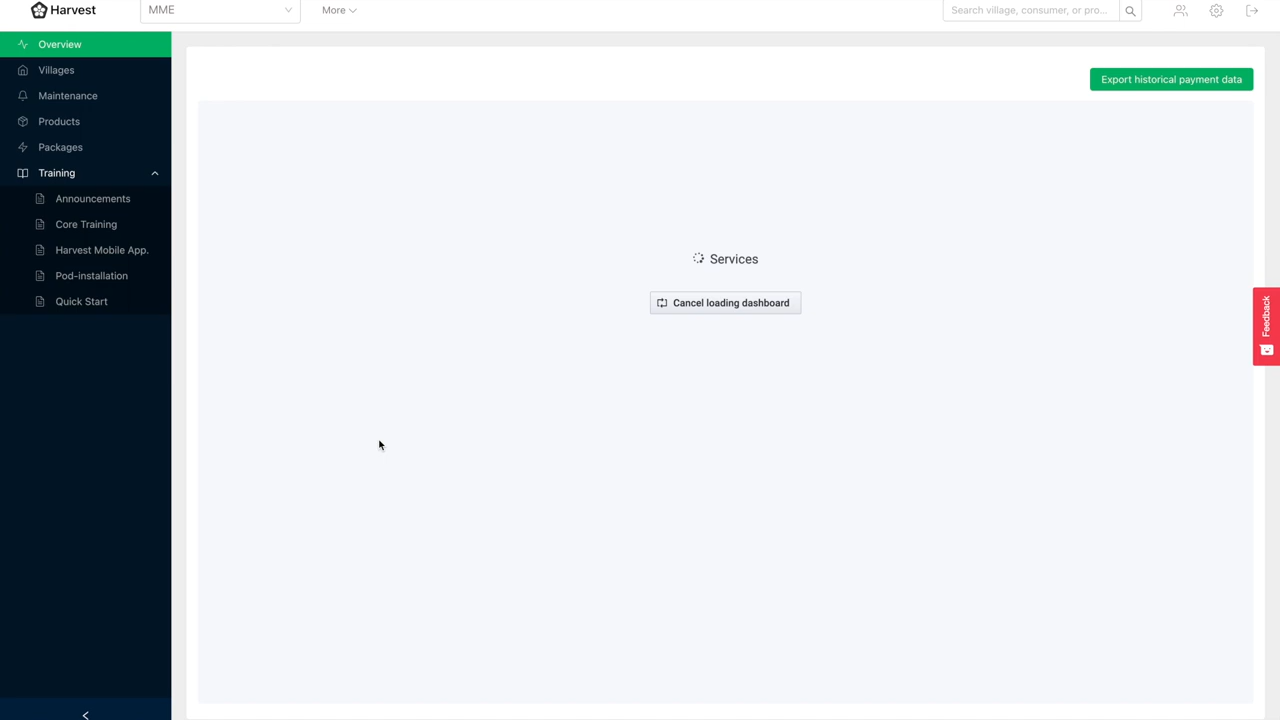 Harvest
MME
More
Search village, consumer, or pro...
Overview
Villages
Maintenance
Products
Packages
Training
Announcements
Core Training
Harvest Mobile App.
Pod-installation
Quick Start
Export historical payment data
Services
Cancel loading dashboard
Feedback